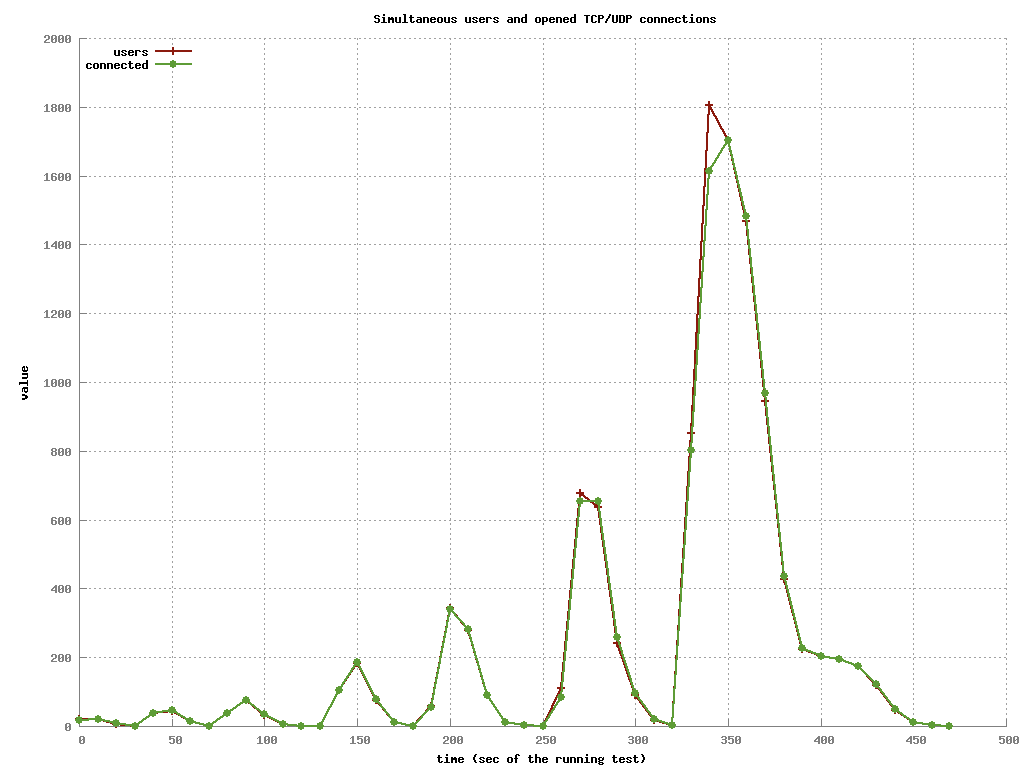 Simultaneous users and opened TCP/UDP connections
2000
users
connected
1800
1600
1400
1200
1000
value
800
600
400
200
0
0 50 100 150 200 250 300 350 400 450 500
time (sec of the running test)